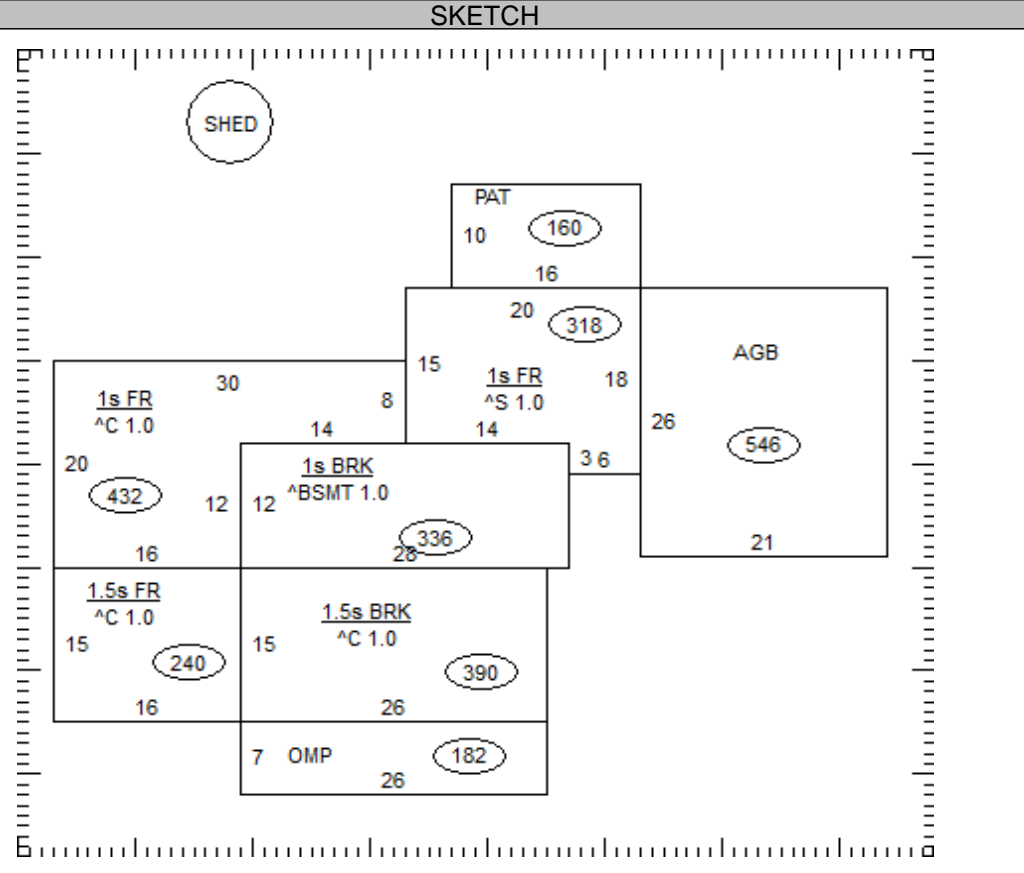 SKETCH
SHED
PAT
160
10
16
20
318
15
1s FR
^S 1.0
18
14
3 6
AGB
26
546
21
30
1s FR
^C 1.0
8
14
20
432
12
16
1s BRK
^BSMT 1.0
12
336
28
1.5s FR
^C 1.0
15
240
16
1.5s BRK
^C 1.0
15
390
26
7 OMP
182
26